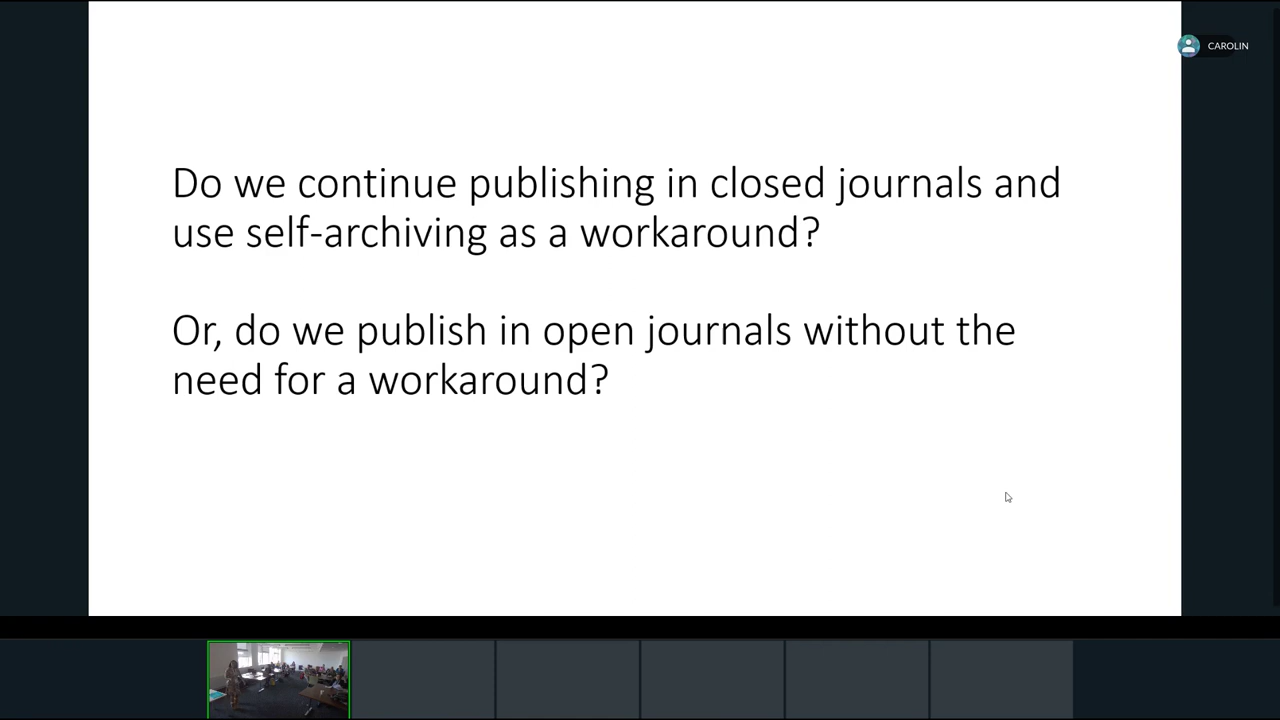 CAROLIN
Do we continue publishing in closed journals and
use self-archiving as a workaround?
Or, do we publish in open journals without the
need for a workaround?